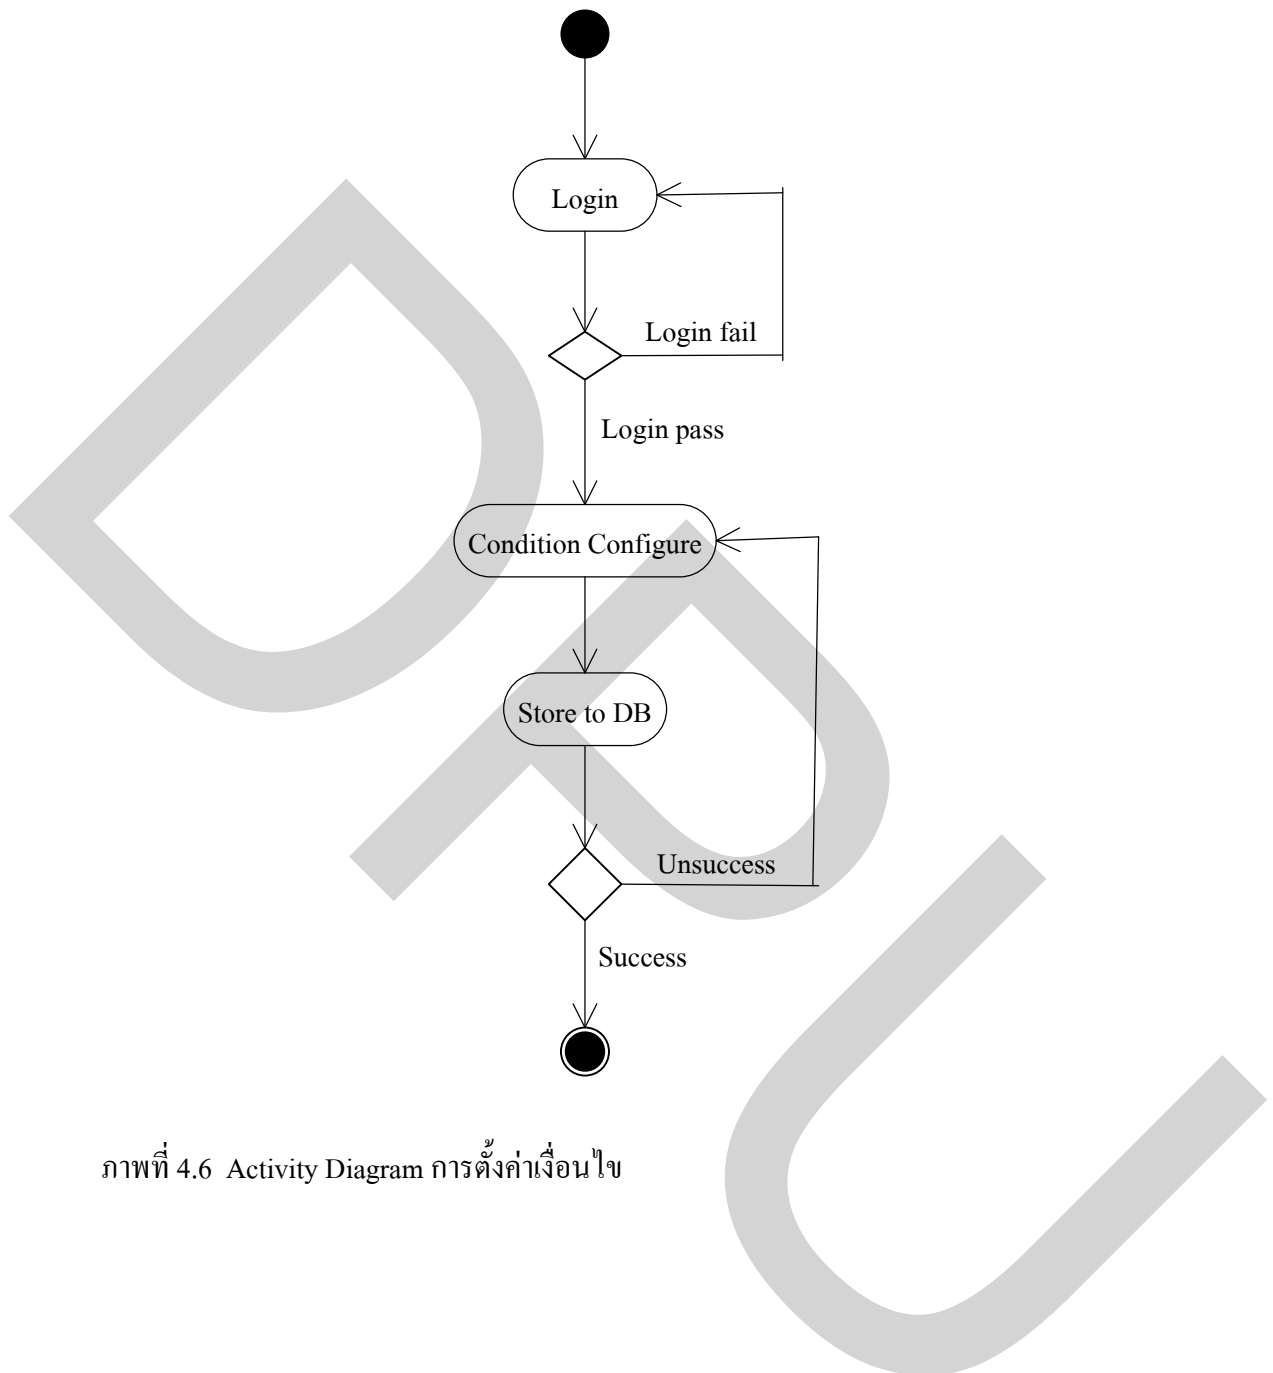 Login
Login fail
Login pass
Condition Configure
Store to DB
Unsuccess
Success
ภาพที่ 4.6 Activity Diagram การตั้งค่าเงื่อนไข
DPU